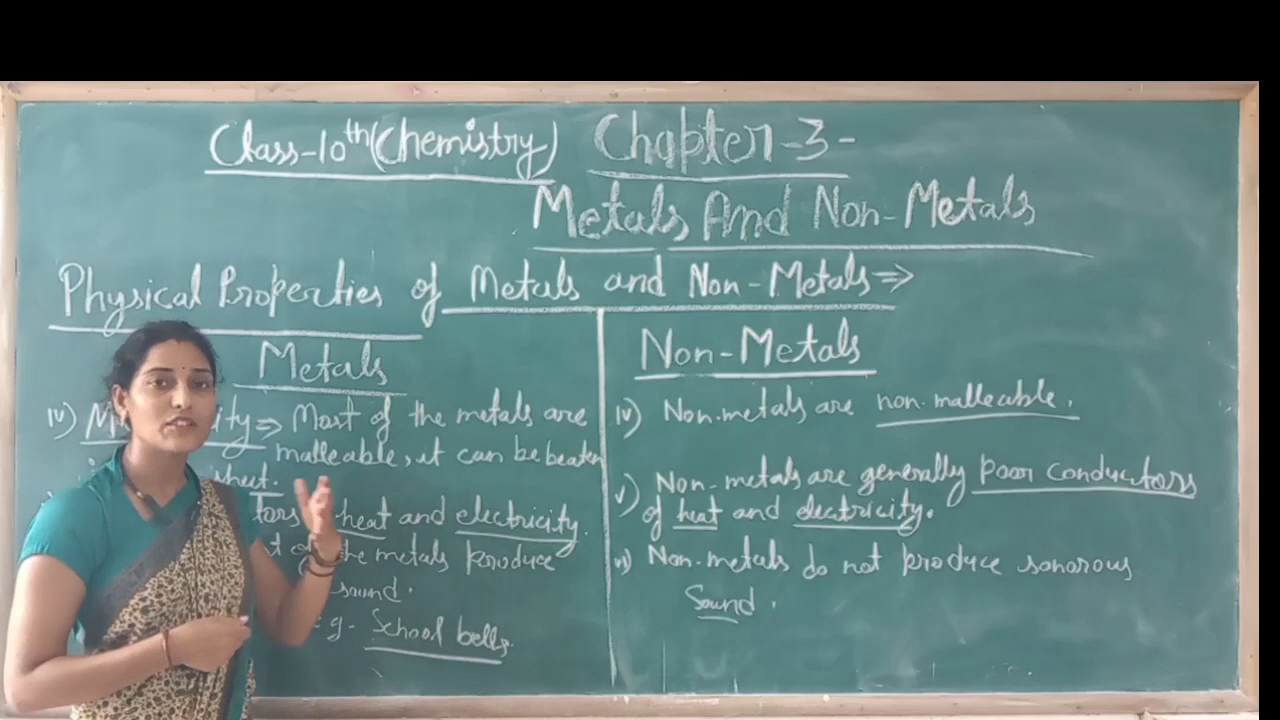 Class-10th (Chemistry) Chapter-3-
Metals And Non-Metals
Physical Properties of Metals and Non-Metals⇒
Metals
iv) ⇒ Most of the metals are
malleable, it can be beaten
sheet.
heat and electricity.
the metals produce
sound.
School bells.
Non-Metals
iv) Non-metals are non-malleable.
v) Non-metals are generally poor conductors
of heat and electricity.
vi) Non-metals do not produce sonorous
Sound.